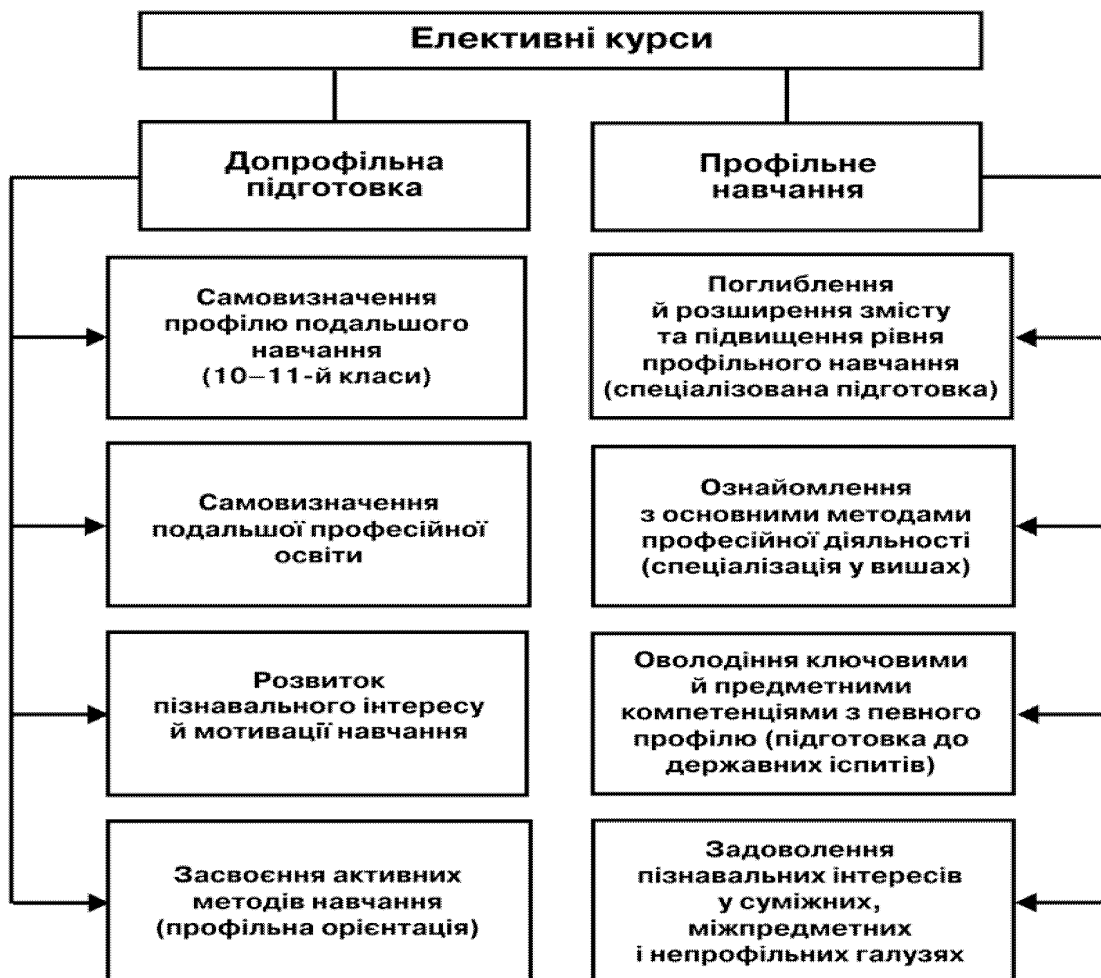 Елективні курси
Допрофільна
підготовка
Профільне
навчання
Самовизначення
профілю подальшого
навчання
(10–11-й класи)
Поглиблення
й розширення змісту
та підвищення рівня
профільного навчання
(спеціалізована підготовка)
Самовизначення
подальшої професійної
освіти
Ознайомлення
з основними методами
професійної діяльності
(спеціалізація у вишах)
Розвиток
пізнавального інтересу
й мотивації навчання
Оволодіння ключовими
й предметними
компетенціями з певного
профілю (підготовка до
державних іспитів)
Засвоєння активних
методів навчання
(профільна орієнтація)
Задоволення
пізнавальних інтересів
у суміжних,
міжпредметних
і непрофільних галузях